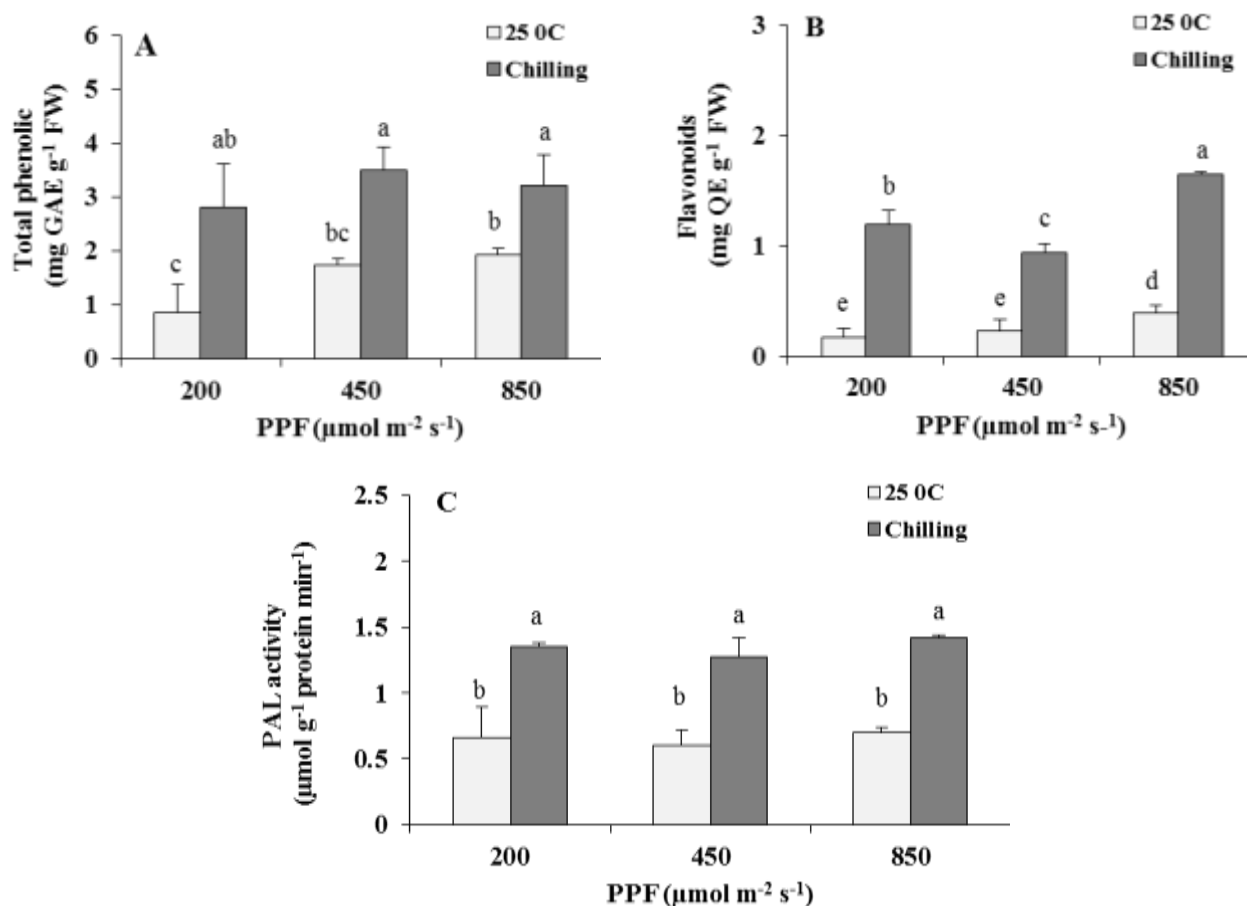 A
25 0C
Chilling
Total phenolic
(mg GAE g⁻¹ FW)
6
5
4
3
2
1
0
c
ab
bc
a
b
a
200 450 850
PPF (µmol m⁻² s⁻¹)
B
25 0C
Chilling
Flavonoids
(mg QE g⁻¹ FW)
3
2
1
0
e
b
e
c
d
a
200 450 850
PPF (µmol m⁻² s-¹)
C
25 0C
Chilling
PAL activity
(µmol g⁻¹ protein min⁻¹)
2.5
2
1.5
1
0.5
0
b
a
b
a
b
a
200 450 850
PPF (µmol m⁻² s⁻¹)